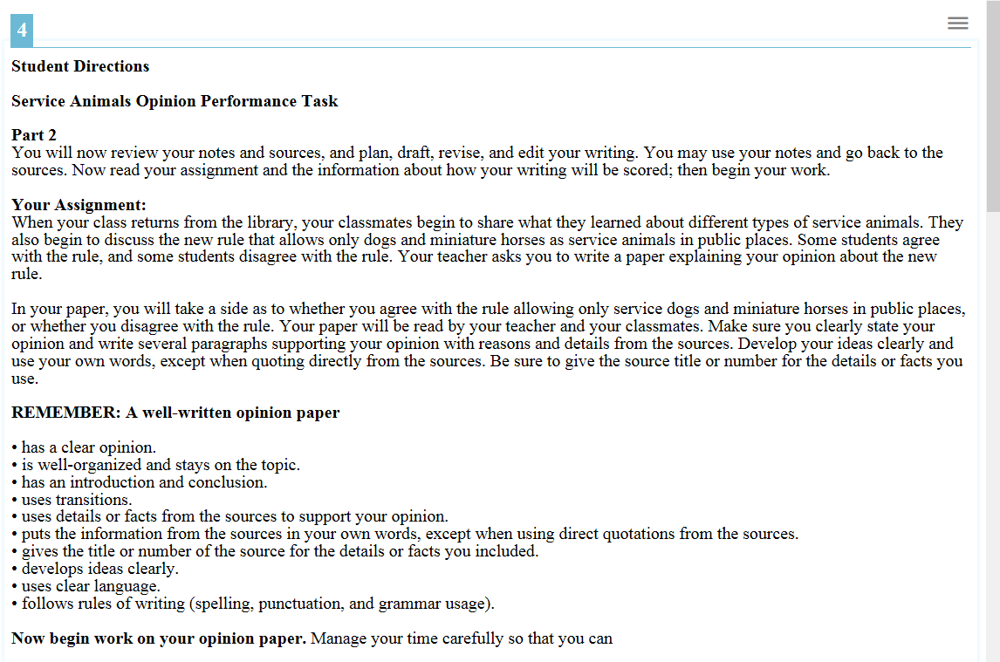 4
Student Directions
Service Animals Opinion Performance Task
Part 2
You will now review your notes and sources, and plan, draft, revise, and edit your writing. You may use your notes and go back to the
sources. Now read your assignment and the information about how your writing will be scored; then begin your work.
Your Assignment:
When your class returns from the library, your classmates begin to share what they learned about different types of service animals. They
also begin to discuss the new rule that allows only dogs and miniature horses as service animals in public places. Some students agree
with the rule, and some students disagree with the rule. Your teacher asks you to write a paper explaining your opinion about the new
rule.
In your paper, you will take a side as to whether you agree with the rule allowing only service dogs and miniature horses in public places,
or whether you disagree with the rule. Your paper will be read by your teacher and your classmates. Make sure you clearly state your
opinion and write several paragraphs supporting your opinion with reasons and details from the sources. Develop your ideas clearly and
use your own words, except when quoting directly from the sources. Be sure to give the source title or number for the details or facts you
use.
REMEMBER: A well-written opinion paper
• has a clear opinion.
• is well-organized and stays on the topic.
• has an introduction and conclusion.
• uses transitions.
• uses details or facts from the sources to support your opinion.
• puts the information from the sources in your own words, except when using direct quotations from the sources.
• gives the title or number of the source for the details or facts you included.
• develops ideas clearly.
• uses clear language.
• follows rules of writing (spelling, punctuation, and grammar usage).
Now begin work on your opinion paper. Manage your time carefully so that you can